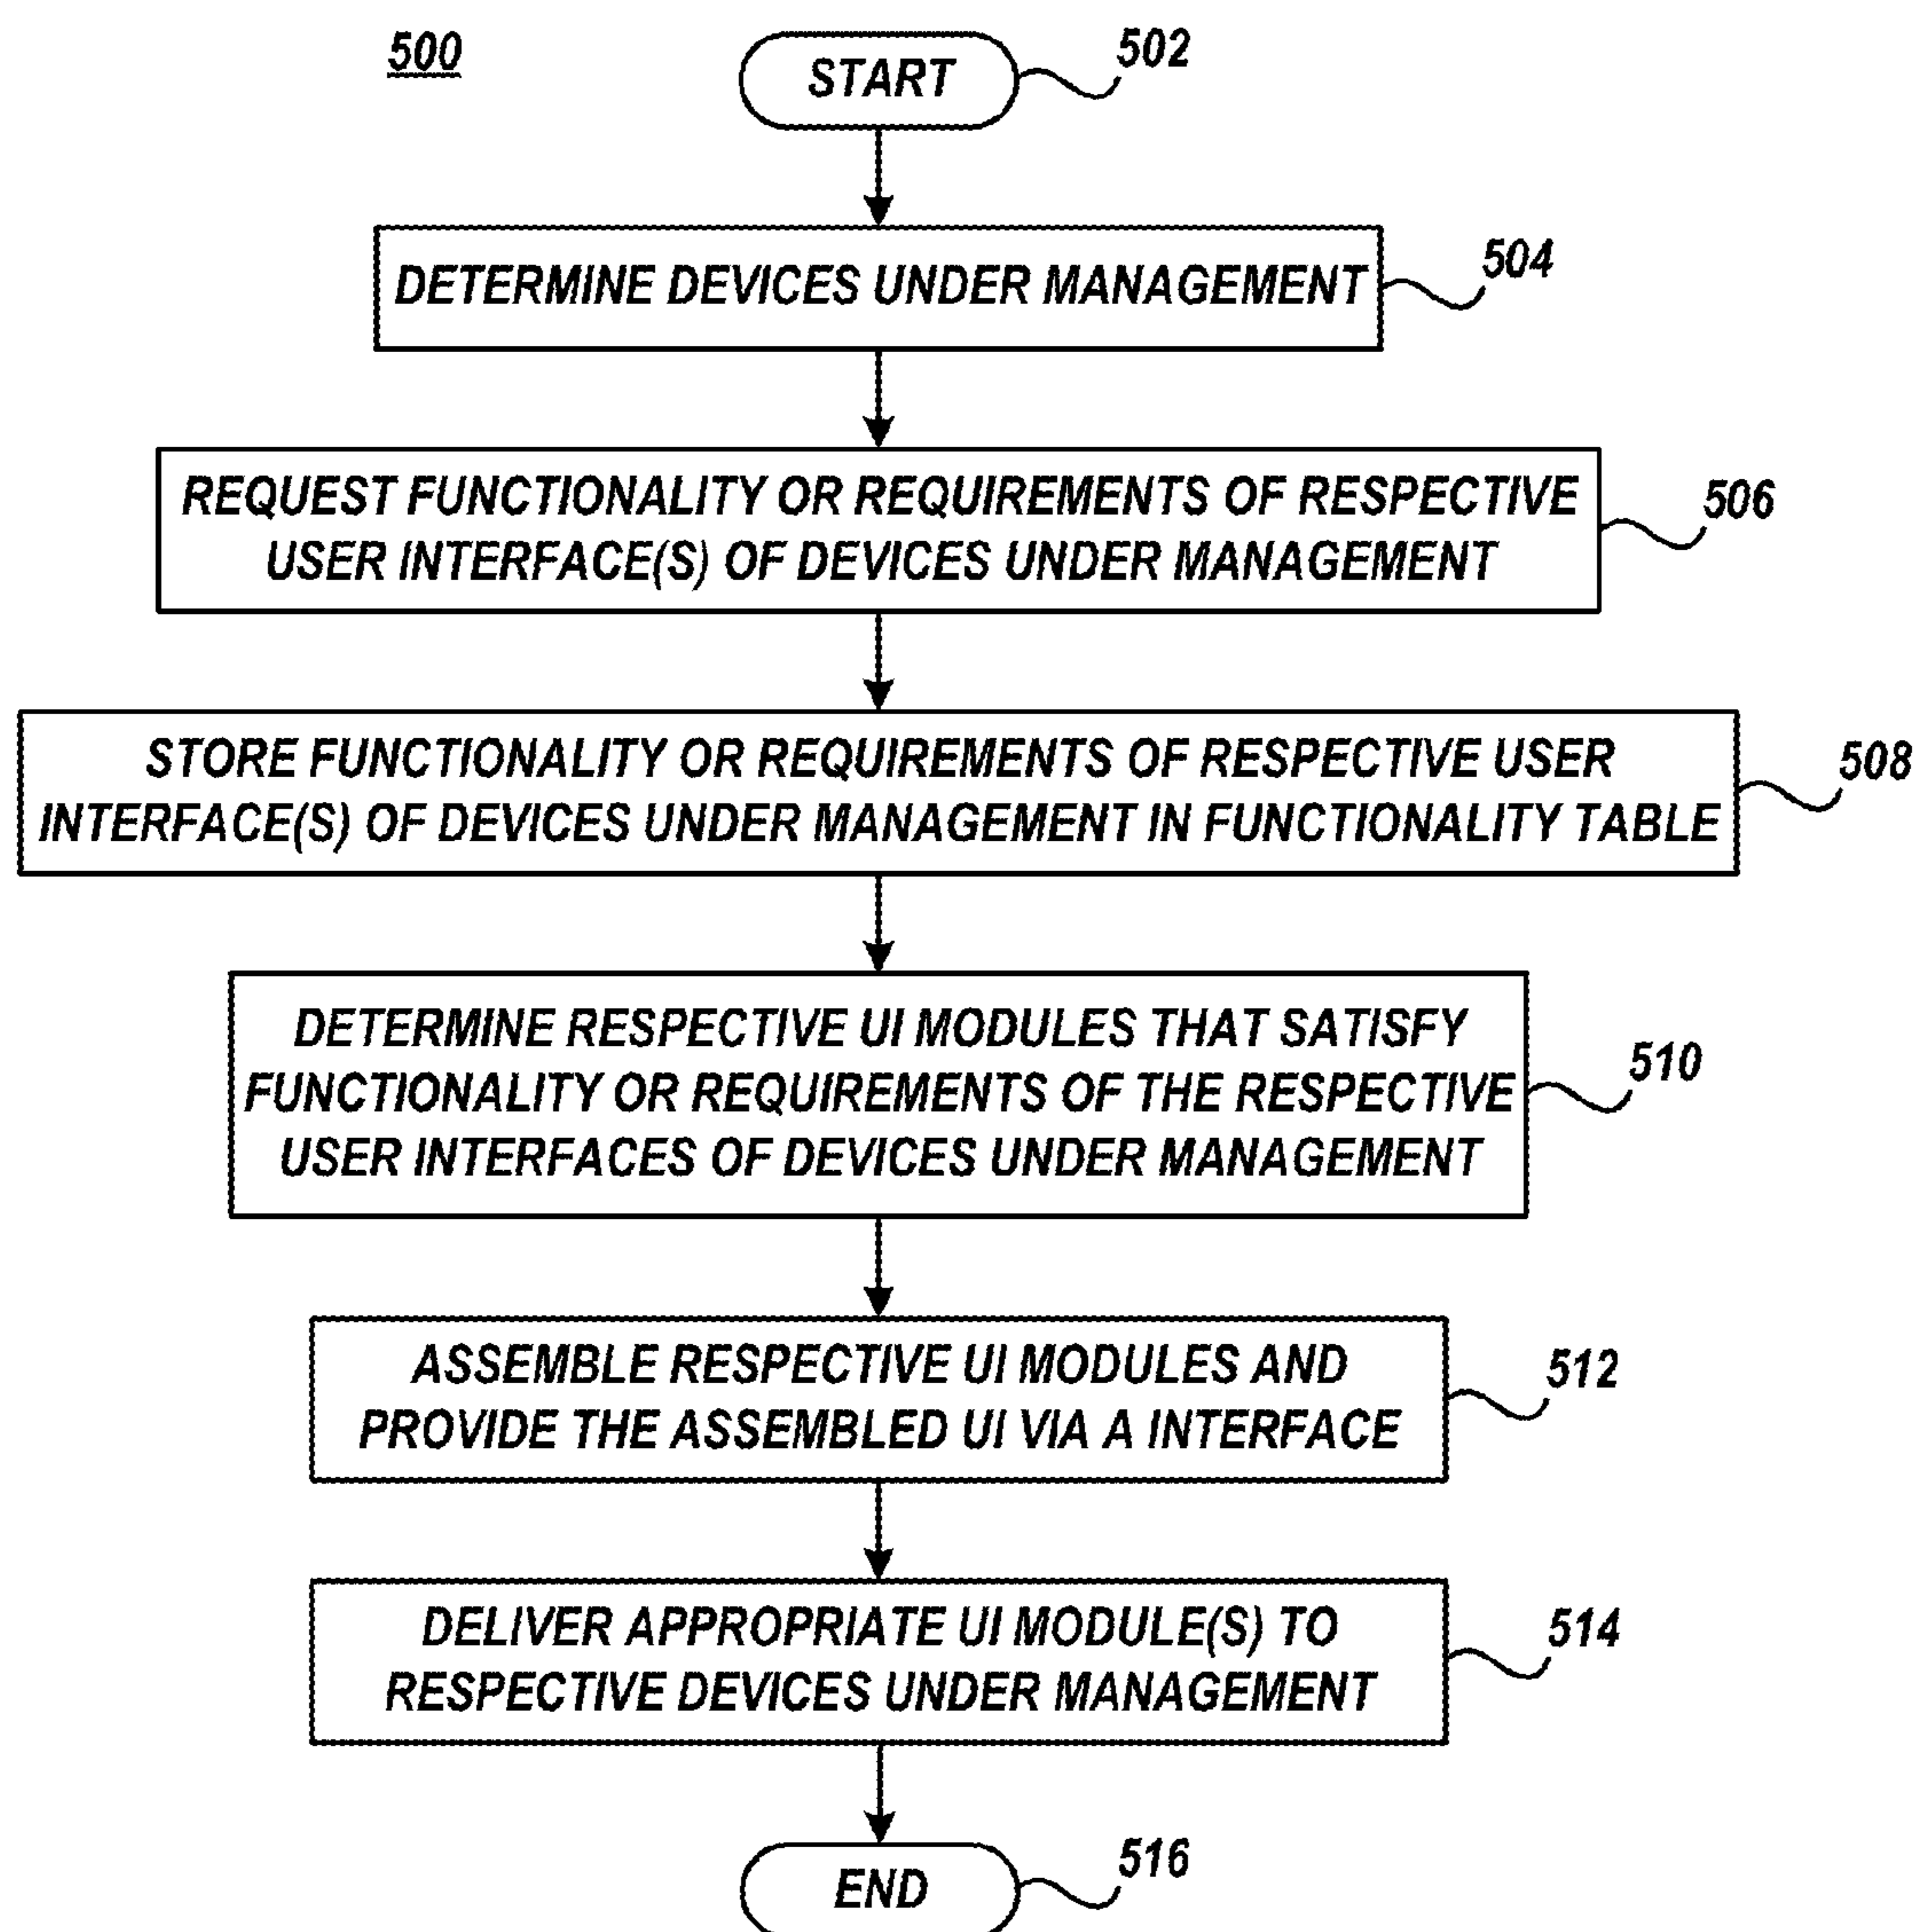 500
START
502
DETERMINE DEVICES UNDER MANAGEMENT
504
REQUEST FUNCTIONALITY OR REQUIREMENTS OF RESPECTIVE
USER INTERFACE(S) OF DEVICES UNDER MANAGEMENT
506
STORE FUNCTIONALITY OR REQUIREMENTS OF RESPECTIVE USER
INTERFACE(S) OF DEVICES UNDER MANAGEMENT IN FUNCTIONALITY TABLE
508
DETERMINE RESPECTIVE UI MODULES THAT SATISFY
FUNCTIONALITY OR REQUIREMENTS OF THE RESPECTIVE
USER INTERFACES OF DEVICES UNDER MANAGEMENT
510
ASSEMBLE RESPECTIVE UI MODULES AND
PROVIDE THE ASSEMBLED UI VIA A INTERFACE
512
DELIVER APPROPRIATE UI MODULE(S) TO
RESPECTIVE DEVICES UNDER MANAGEMENT
514
END
516